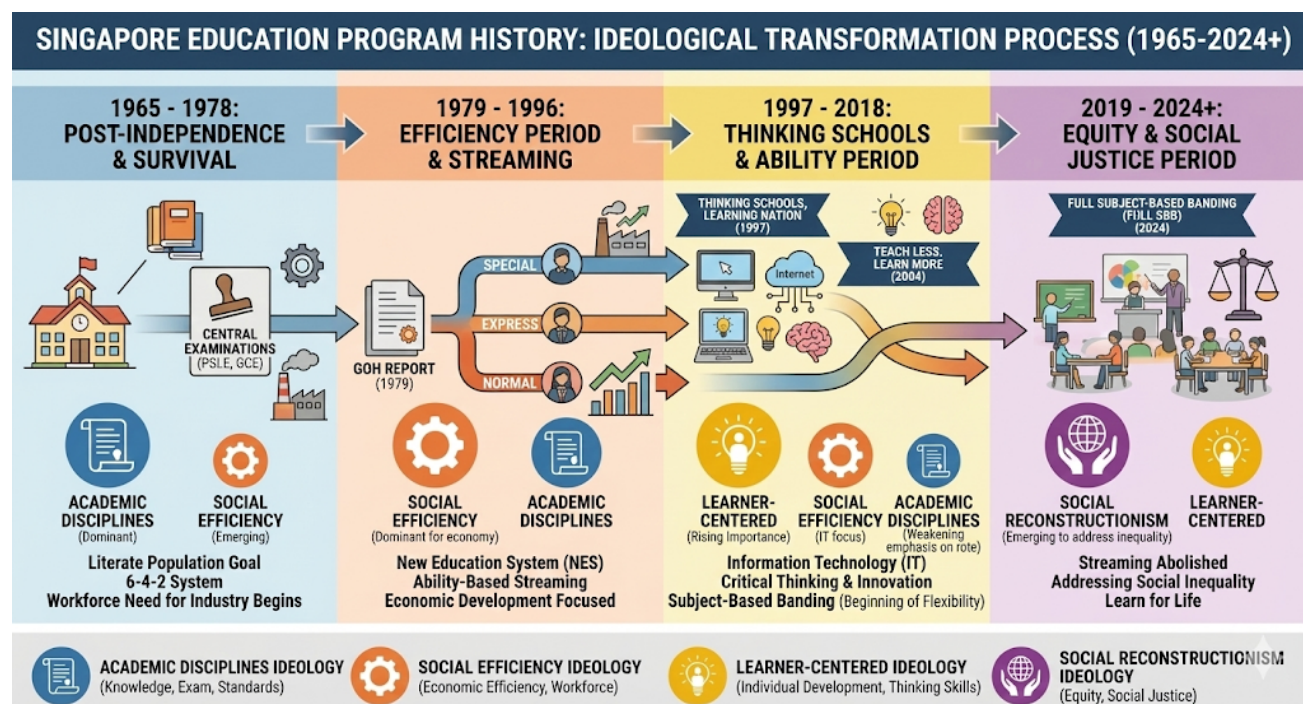 SINGAPORE EDUCATION PROGRAM HISTORY: IDEOLOGICAL TRANSFORMATION PROCESS (1965-2024+)
1965 - 1978:
POST-INDEPENDENCE
& SURVIVAL
CENTRAL
EXAMINATIONS
(PSLE, GCE)
ACADEMIC
DISCIPLINES
(Dominant)
SOCIAL
EFFICIENCY
(Emerging)
Literate Population Goal
6-4-2 System
Workforce Need for Industry Begins
1979 - 1996:
EFFICIENCY PERIOD
& STREAMING
GOH REPORT
(1979)
SPECIAL
EXPRESS
NORMAL
SOCIAL
EFFICIENCY
(Dominant for economy)
ACADEMIC
DISCIPLINES
New Education System (NES)
Ability-Based Streaming
Economic Development Focused
1997 - 2018:
THINKING SCHOOLS
& ABILITY PERIOD
THINKING SCHOOLS,
LEARNING NATION
(1997)
TEACH LESS.
LEARN MORE
(2004)
Internet
LEARNER-
CENTERED
(Rising Importance)
SOCIAL
EFFICIENCY
(IT focus)
ACADEMIC
DISCIPLINES
(Weakening
emphasis on rote)
Information Technology (IT)
Critical Thinking & Innovation
Subject-Based Banding (Beginning of Flexibility)
2019 - 2024+:
EQUITY & SOCIAL
JUSTICE PERIOD
FULL SUBJECT-BASED BANDING
(FULL SBB)
(2024)
SOCIAL
RECONSTRUCTIONISM
(Emerging to address inequality)
LEARNER-
CENTERED
Streaming Abolished
Addressing Social Inequality
Learn for Life
ACADEMIC DISCIPLINES IDEOLOGY
(Knowledge, Exam, Standards)
SOCIAL EFFICIENCY IDEOLOGY
(Economic Efficiency, Workforce)
LEARNER-CENTERED IDEOLOGY
(Individual Development, Thinking Skills)
SOCIAL RECONSTRUCTIONISM
IDEOLOGY
(Equity, Social Justice)